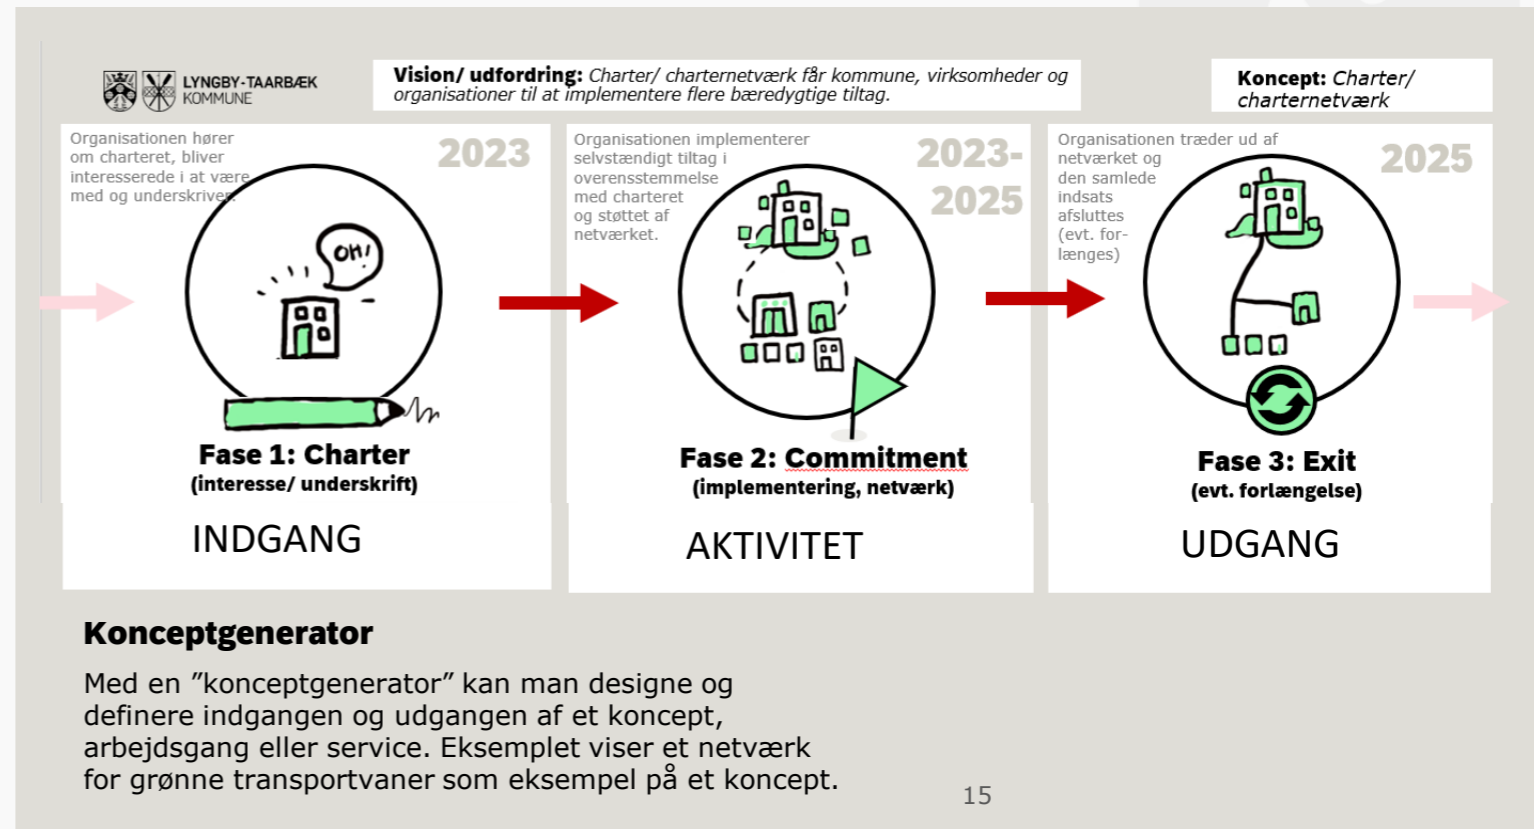 LYNGBY-TAARBÆK
KOMMUNE
Vision/ udfordring: Charter/ charternetværk får kommune, virksomheder og
organisationer til at implementere flere bæredygtige tiltag.
Koncept: Charter/
charternetværk
Organisationen hører
om charteret, bliver
interesserede i at være
med og underskriver.
2023
OH!
Fase 1: Charter
(interesse/ underskrift)
INDGANG
Organisationen implementerer
selvstændigt tiltag i
overensstemmelse
med charteret
og støttet af
netværket.
2023-
2025
Fase 2: Commitment
(implementering, netværk)
AKTIVITET
Organisationen træder ud af
netværket og
den samlede
indsats
afsluttes
(evt. for-
længes)
2025
Fase 3: Exit
(evt. forlængelse)
UDGANG
Konceptgenerator
Med en ”konceptgenerator” kan man designe og
definere indgangen og udgangen af et koncept,
arbejdsgang eller service. Eksemplet viser et netværk
for grønne transportvaner som eksempel på et koncept.
15